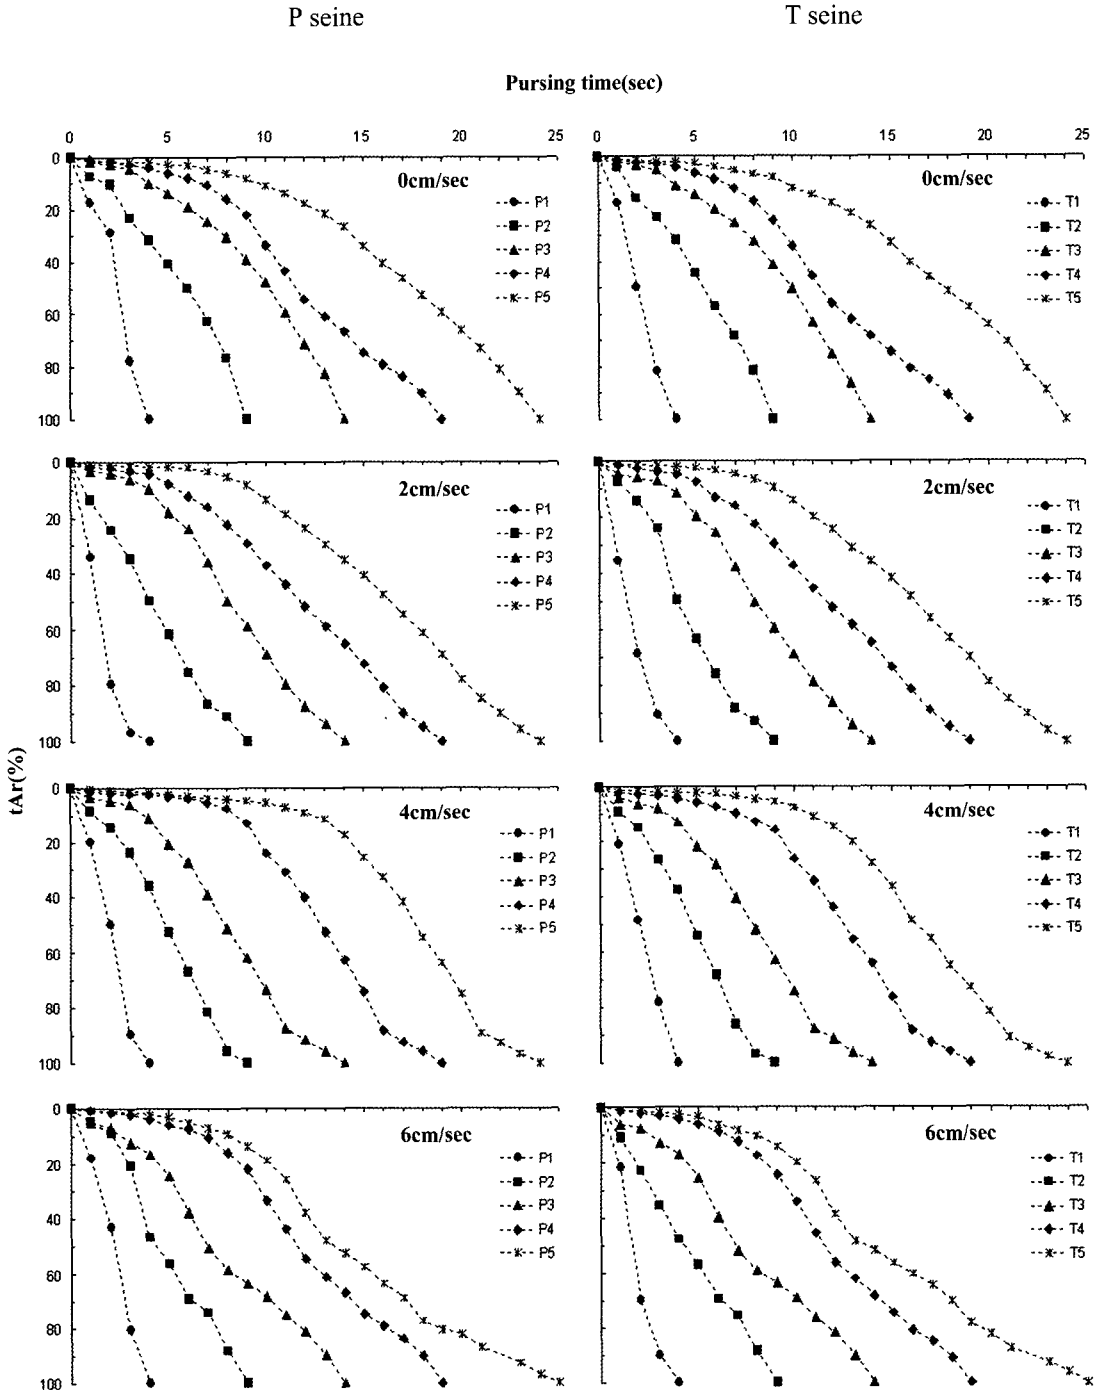 P seine T seine
Pursing time(sec)
0 5 10 15 20 25 0 5 10 15 20 25
0
20
40
60
80
100
0cm/sec
P1
P2
P3
P4
P5
0cm/sec
T1
T2
T3
T4
T5
0
20
40
60
80
100
2cm/sec
P1
P2
P3
P4
P5
2cm/sec
T1
T2
T3
T4
T5
tAr(%)
0
20
40
60
80
100
4cm/sec
P1
P2
P3
P4
P5
4cm/sec
T1
T2
T3
T4
T5
0
20
40
60
80
100
6cm/sec
P1
P2
P3
P4
P5
6cm/sec
T1
T2
T3
T4
T5